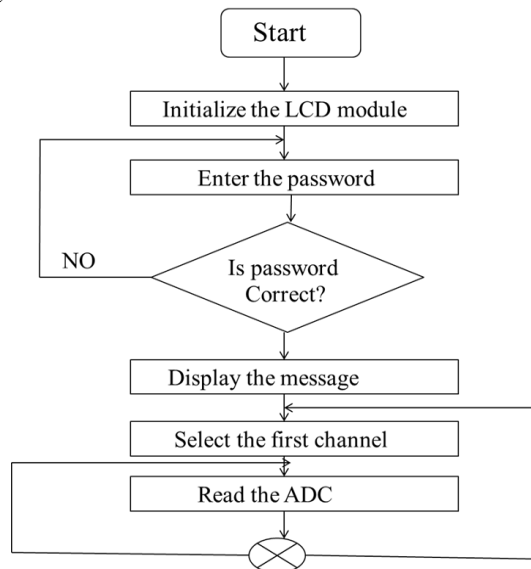 Start
Initialize the LCD module
Enter the password
NO
Is password
Correct?
Display the message
Select the first channel
Read the ADC